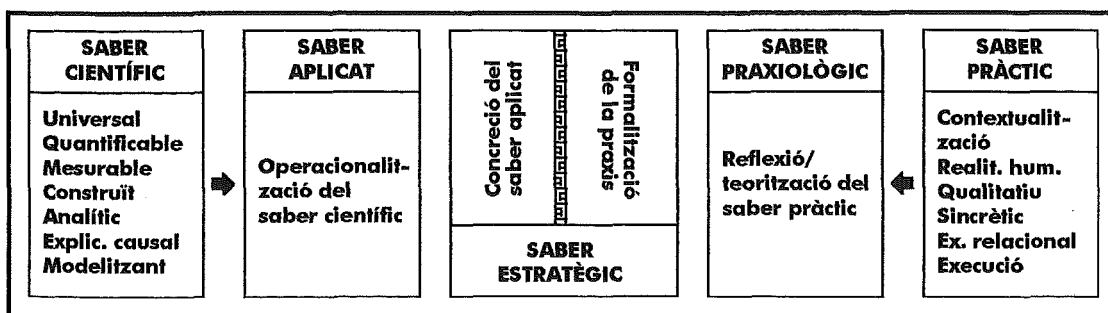 SABER
CIENTÍFIC
Universal
Quantificable
Mesurable
Construït
Analític
Explic. causal
Modelitzant
SABER
APLICAT
Operacionalit-
zació del
saber científic
Concreció del
saber aplicat
Formalització
de la praxis
SABER
ESTRATÈGIC
SABER
PRAXIOLÒGIC
Reflexió/
teorització del
saber pràctic
SABER
PRÀCTIC
Contextualit-
zació
Realit. hum.
Qualitatiu
Sincrètic
Ex. relacional
Execució